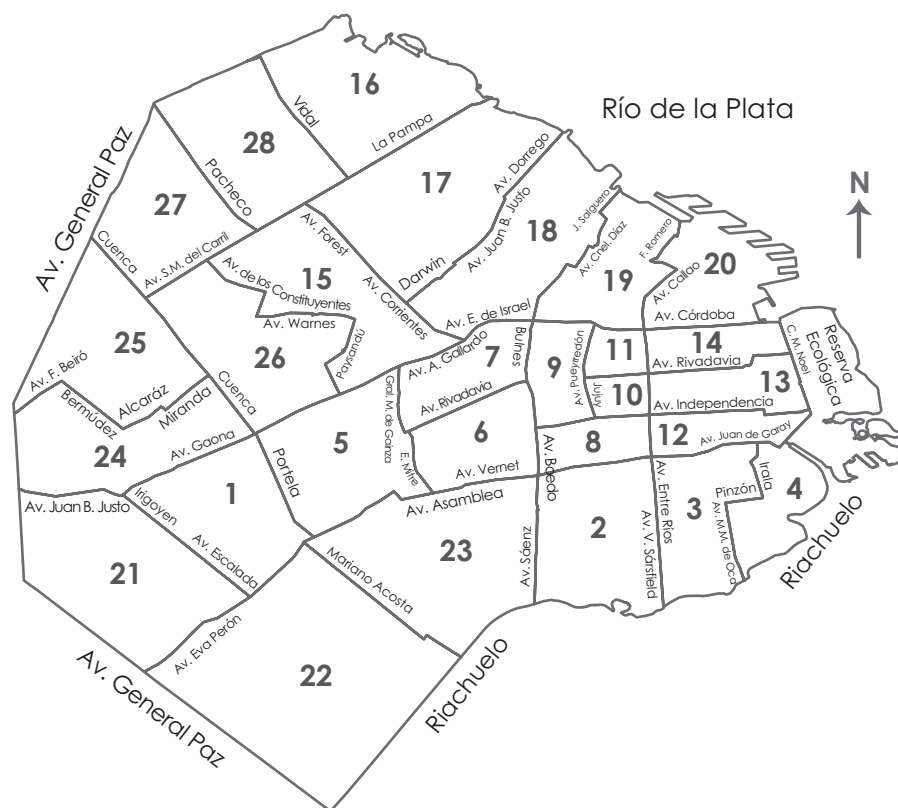 16
Río de la Plata
Vidal
28
La Pampa
Av. General Paz
Pacheco
17
Av. Dorrego
N
27
Av. Juan B. Justo
18
J. Salguero
Cuenca
Av. S.M. del Carril
Av. Forest
Av. Cnel. Díaz
F. Romero
20
15
Av. de los Constituyentes
Darwin
19
Av. Callao
Av. Corrientes
Av. E. de Israel
Av. Córdoba
Av. Warnes
25
26
Paysandú
Av. A. Gallardo
7
Bulnes
9
Av. Pueyrredón
11
14
C. M. Noel
Reserva
Ecológica
Av. F. Beiró
Av. Rivadavia
13
Bermúdez
Alcaráz
Miranda
Cuenca
Gral. M. de Gainza
Av. Rivadavia
Jujuy
10
Av. Independencia
24
Av. Gaona
5
6
8
12
Av. Juan de Garay
Portela
E. Mitre
Av. Vernet
Av. Boedo
1
Irigoyen
Av. Juan B. Justo
Av. Asamblea
Av. Entre Ríos
Pinzón
Irala
4
3
2
Av. Escalada
23
Av. Sáenz
Av. V. Sársfield
Av. M.M. de Oca
Riachuelo
21
Mariano Acosta
Av. Eva Perón
22
Riachuelo
Av. General Paz